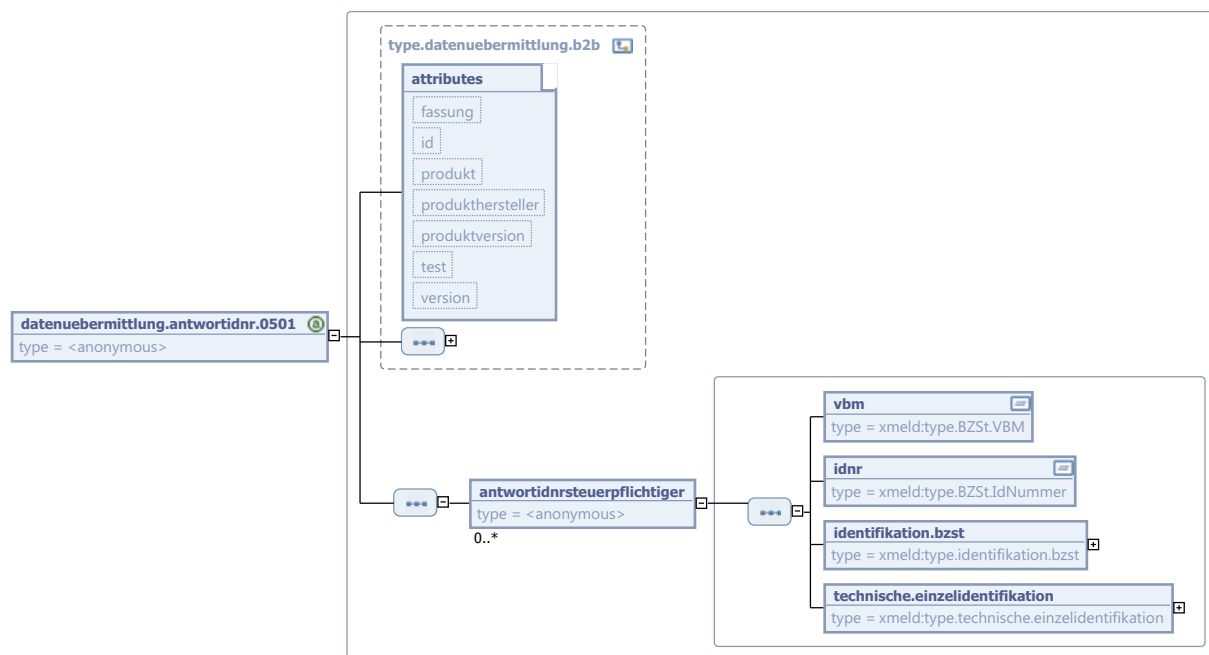 type.datenuebermittlung.b2b
attributes
fassung
id
produkt
produkthersteller
produktversion
test
version
datenuebermittlung.antwortidnr.0501
type = <anonymous>
antwortidnrsteuerpflichtiger
type = <anonymous>
0..*
vbm
type = xmeld:type.BZSt.VBM
idnr
type = xmeld:type.BZSt.IdNummer
identifikation.bzst
type = xmeld:type.identifikation.bzst
technische.einzelidentifikation
type = xmeld:type.technische.einzelidentifikation